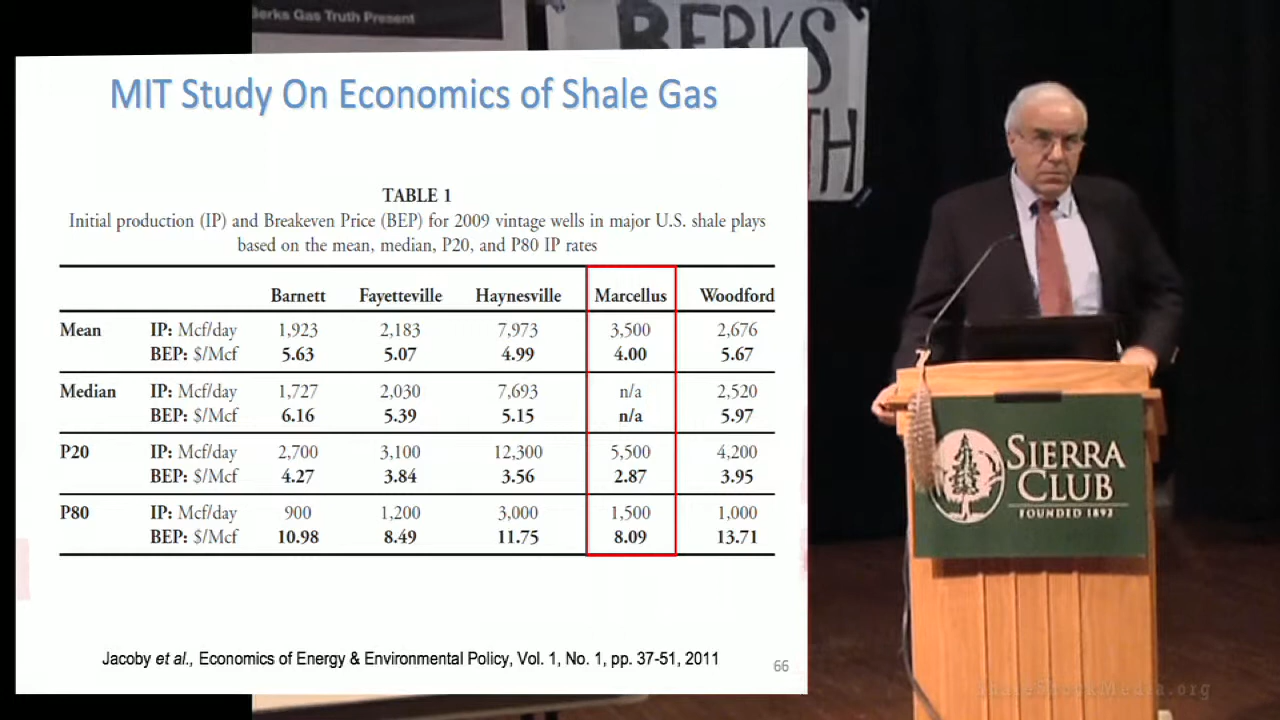 Berks Gas Truth Present
BERKS
TH
MIT Study On Economics of Shale Gas
TABLE 1
Initial production (IP) and Breakeven Price (BEP) for 2009 vintage wells in major U.S. shale plays
based on the mean, median, P20, and P80 IP rates
Barnett Fayetteville Haynesville Marcellus Woodford
Mean IP: Mcf/day 1,923 2,183 7,973 3,500 2,676
BEP: $/Mcf 5.63 5.07 4.99 4.00 5.67
Median IP: Mcf/day 1,727 2,030 7,693 n/a 2,520
BEP: $/Mcf 6.16 5.39 5.15 n/a 5.97
P20 IP: Mcf/day 2,700 3,100 12,300 5,500 4,200
BEP: $/Mcf 4.27 3.84 3.56 2.87 3.95
P80 IP: Mcf/day 900 1,200 3,000 1,500 1,000
BEP: $/Mcf 10.98 8.49 11.75 8.09 13.71
Jacoby et al., Economics of Energy & Environmental Policy, Vol. 1, No. 1, pp. 37-51, 2011
66
SIERRA
CLUB
FOUNDED 1892
ShaleShockMedia.org